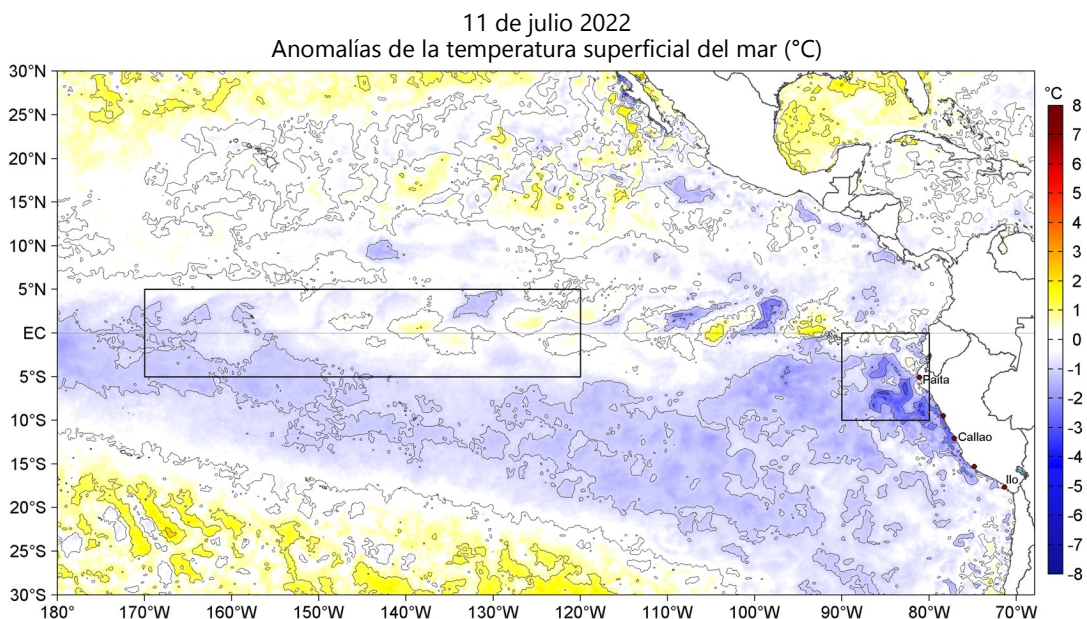 11 de julio 2022
Anomalías de la temperatura superficial del mar (°C)
30°N
25°N
20°N
15°N
10°N
5°N
EC
5°S
10°S
15°S
20°S
25°S
30°S
180
170°W
160°W
150°W
140°W
130°W
120°W
110°W
100°W
90°W
80°W
70°W
Paita
Callao
Ilo
°C
8
7
6
5
4
3
2
1
0
-1
-2
-3
-4
-5
-6
-7
-8